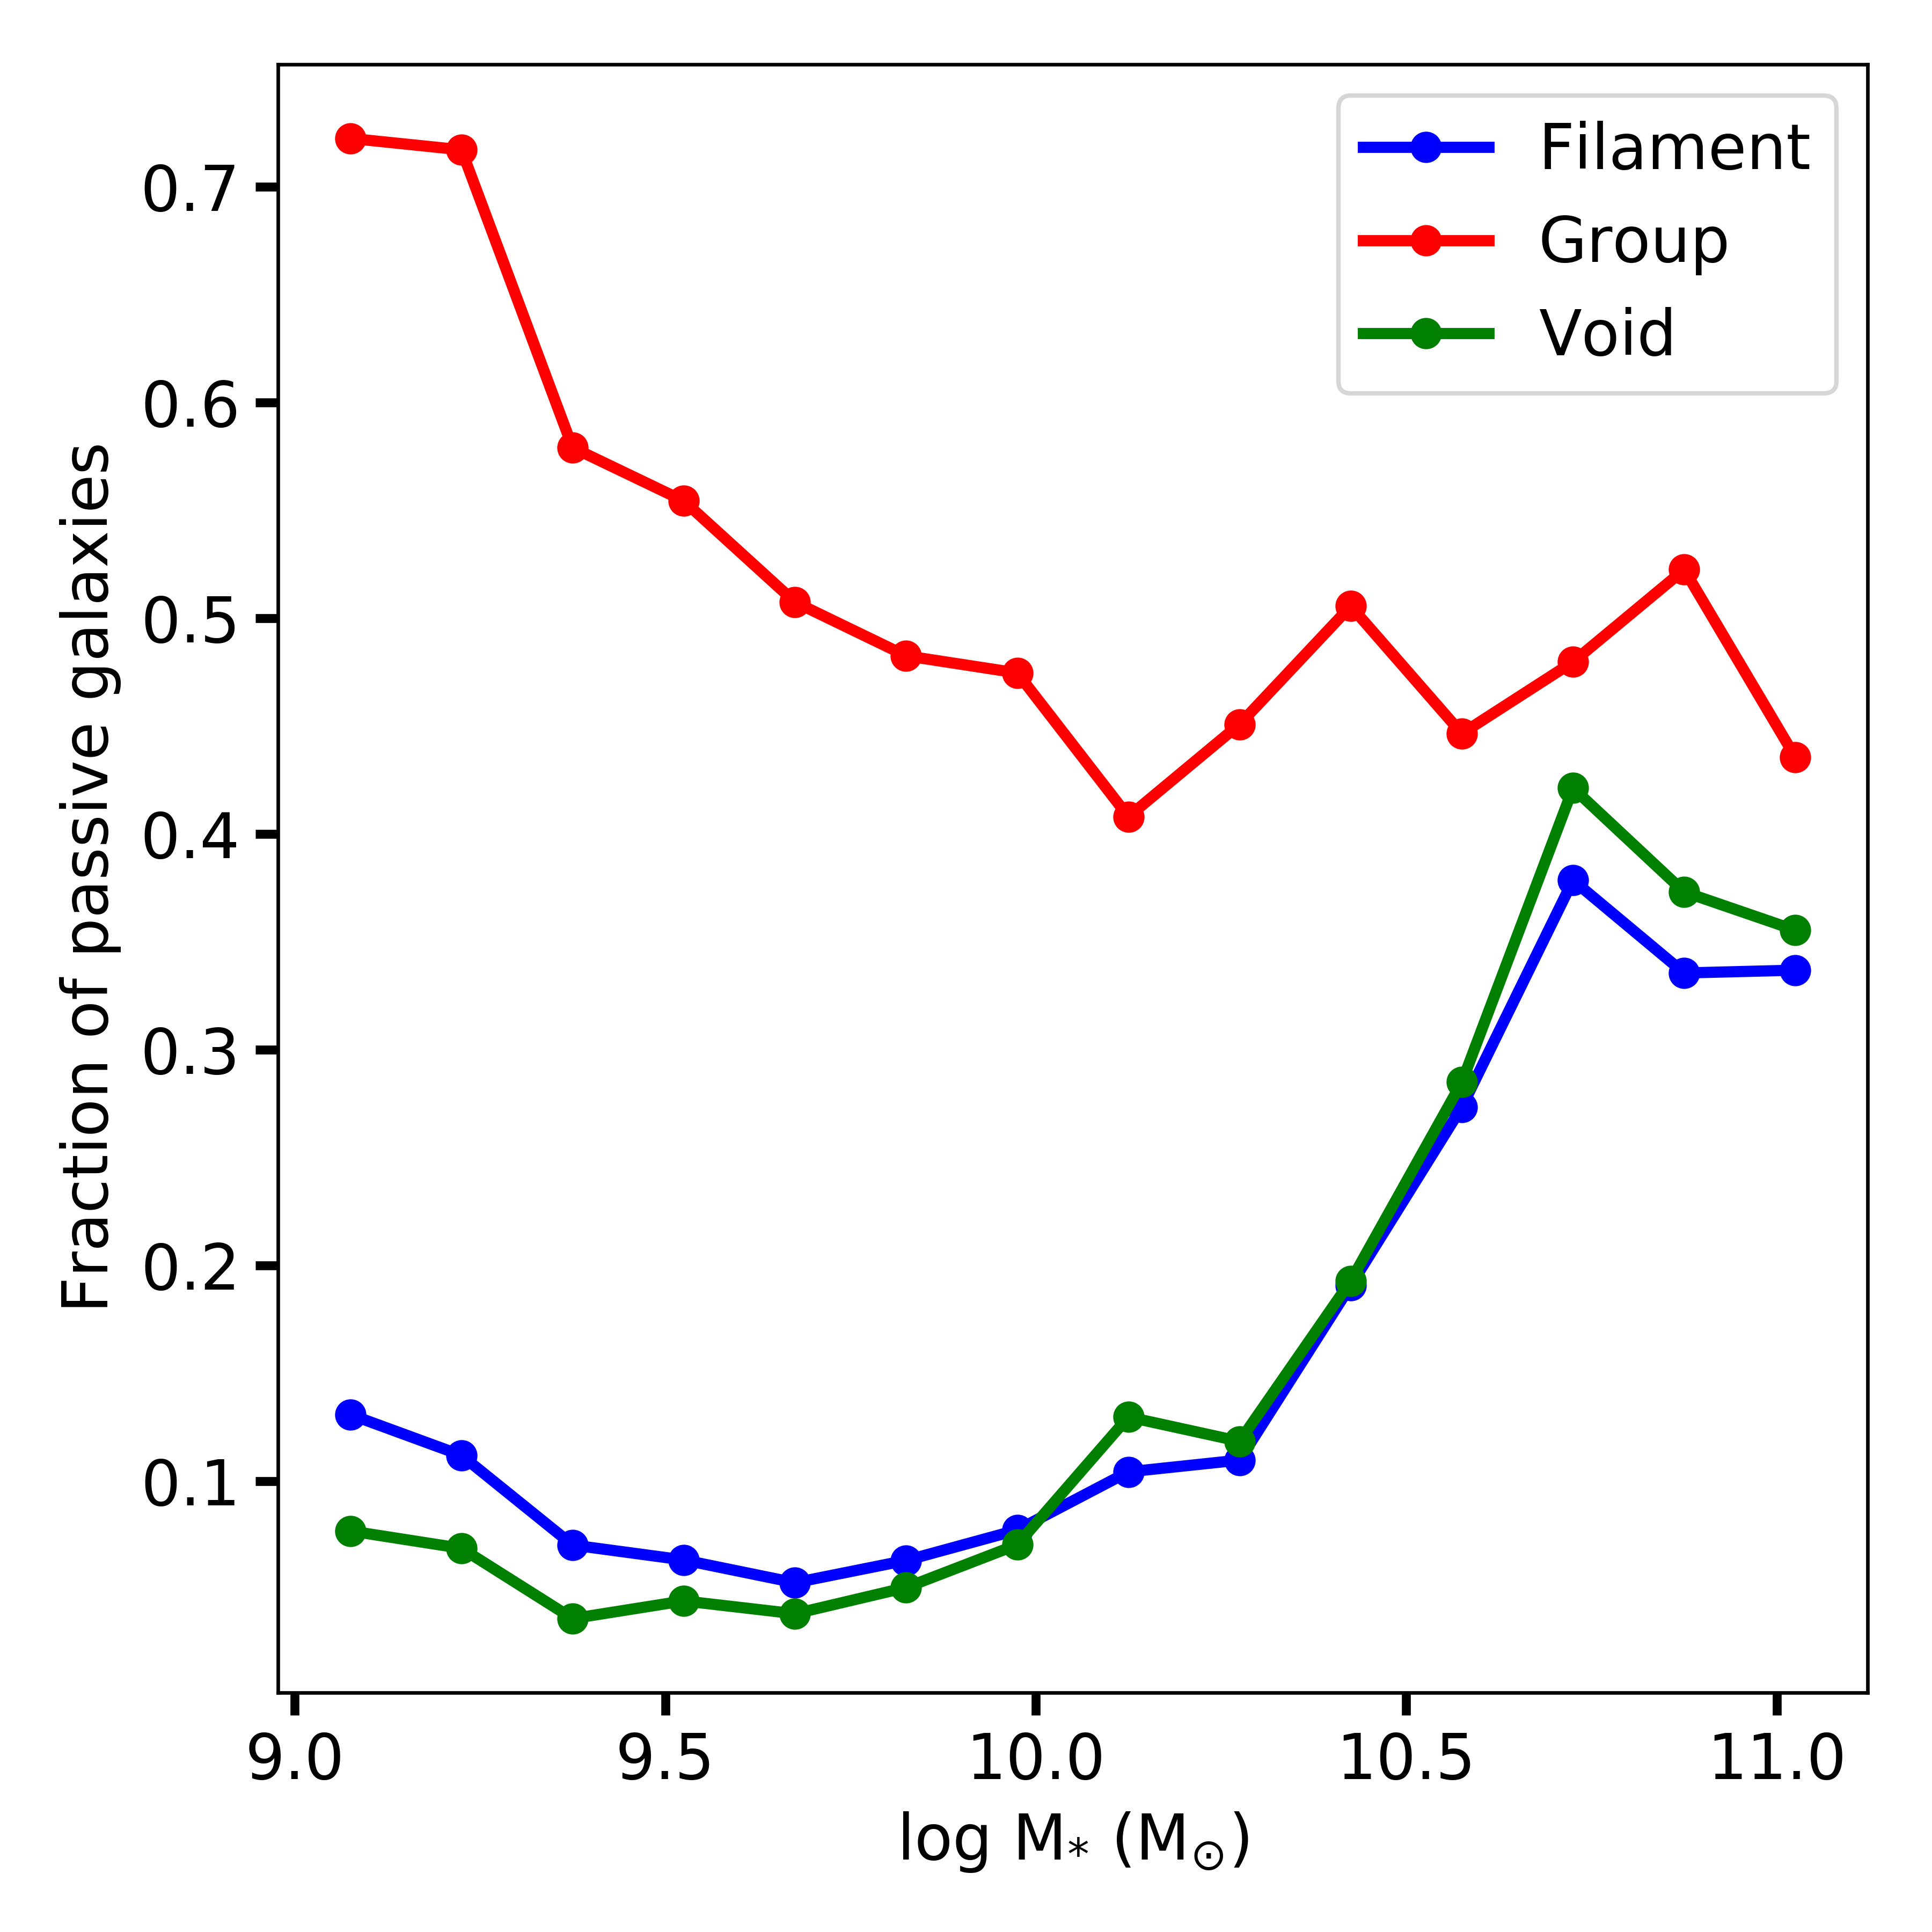 Filament
Group
Void
Fraction of passive galaxies
0.7
0.6
0.5
0.4
0.3
0.2
0.1
9.0 9.5 10.0 10.5 11.0
log M* (M⊙)